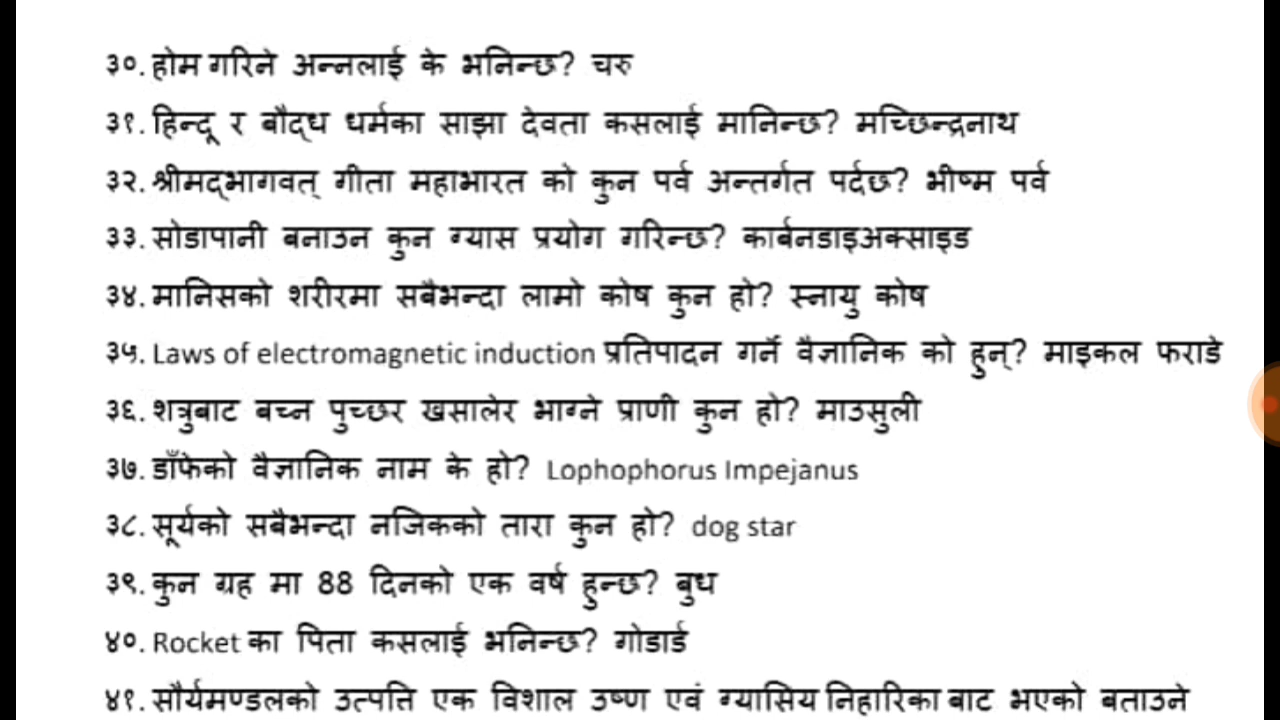 ३०. होम गरिने अन्नलाई के भनिन्छ? चरु
३१. हिन्दू र बौद्ध धर्मका साझा देवता कसलाई मानिन्छ? मच्छिन्द्रनाथ
३२. श्रीमद्भागवत् गीता महाभारत को कुन पर्व अन्तर्गत पर्दछ? भीष्म पर्व
३३. सोडापानी बनाउन कुन ग्यास प्रयोग गरिन्छ? कार्बनडाइअक्साइड
३४. मानिसको शरीरमा सबैभन्दा लामो कोष कुन हो? स्नायु कोष
३५. Laws of electromagnetic induction प्रतिपादन गर्ने वैज्ञानिक को हुन्? माइकल फराडे
३६. शत्रुबाट बच्न पुच्छर खसालेर भाग्ने प्राणी कुन हो? माउसुली
३७. डाँफेको वैज्ञानिक नाम के हो? Lophophorus Impejanus
३८. सूर्यको सबैभन्दा नजिकको तारा कुन हो? dog star
३९. कुन ग्रह मा 88 दिनको एक वर्ष हुन्छ? बुध
४०. Rocket का पिता कसलाई भनिन्छ? गोडार्ड
४१. सौर्यमण्डलको उत्पत्ति एक विशाल उष्ण एवं ग्यासिय निहारिका बाट भएको बताउने